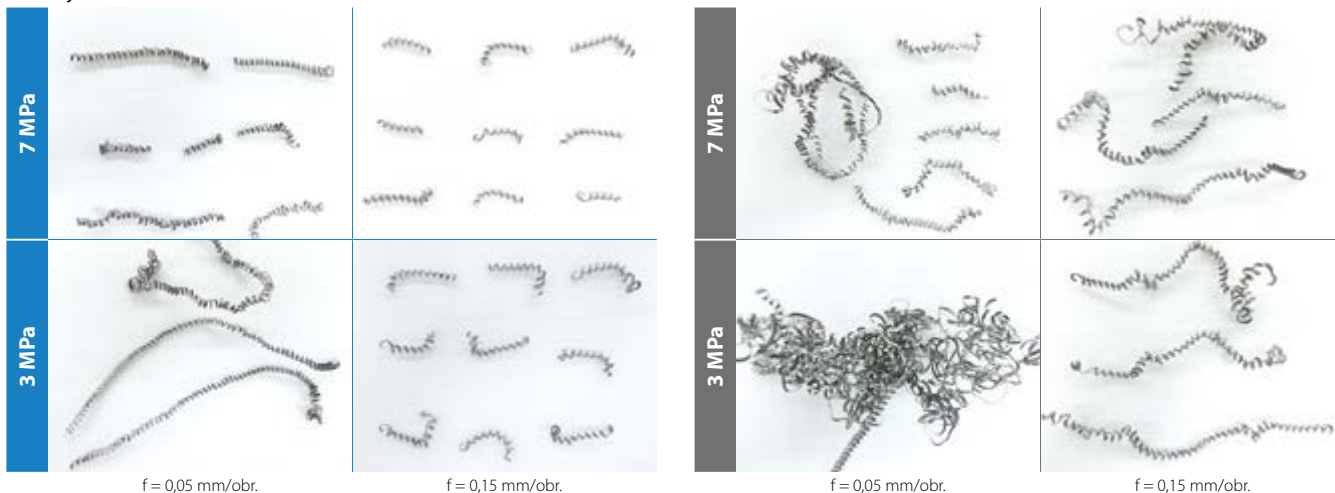 7 MPa
7 MPa
3 MPa
3 MPa
f = 0,05 mm/obr.
f = 0,15 mm/obr.
f = 0,05 mm/obr.
f = 0,15 mm/obr.